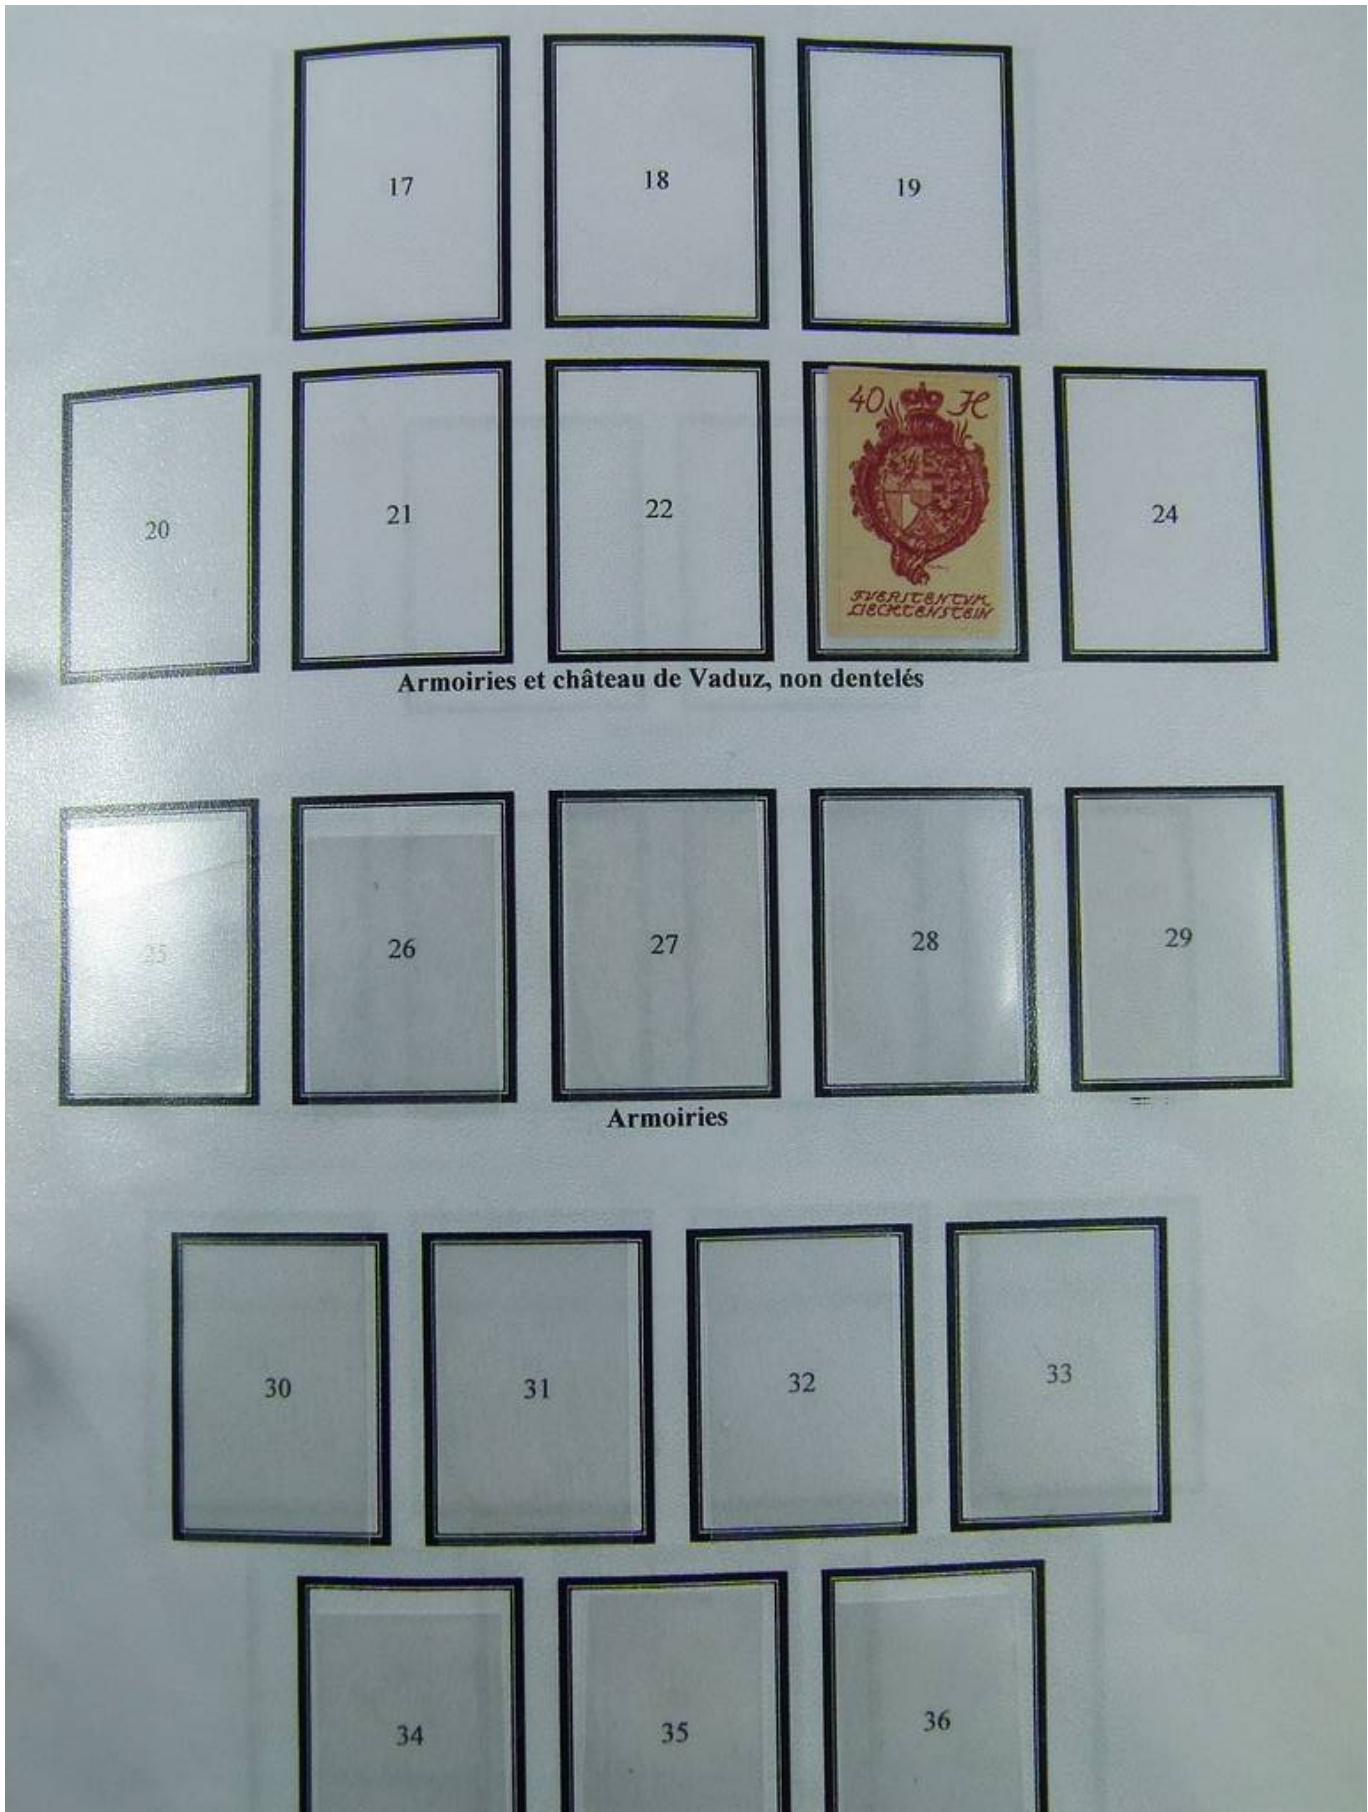 17 18 19
20 21 22 24
40 H
FVERSTENTVM
LIECHTENSTEIN
Armoiries et château de Vaduz, non dentelés
26 27 28 29
Armoiries
30 31 32 33
34 35 36